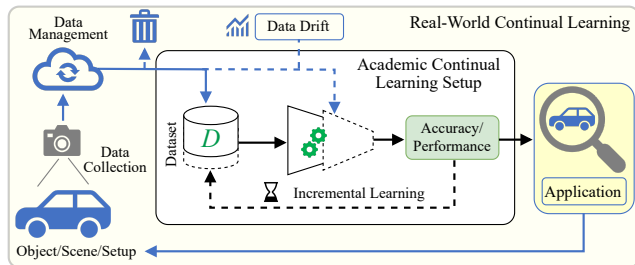 Real-World Continual Learning
Data
Management
Data Drift
Academic Continual
Learning Setup
Data
Collection
Dataset
D
Accuracy/
Performance
Incremental Learning
Application
Object/Scene/Setup